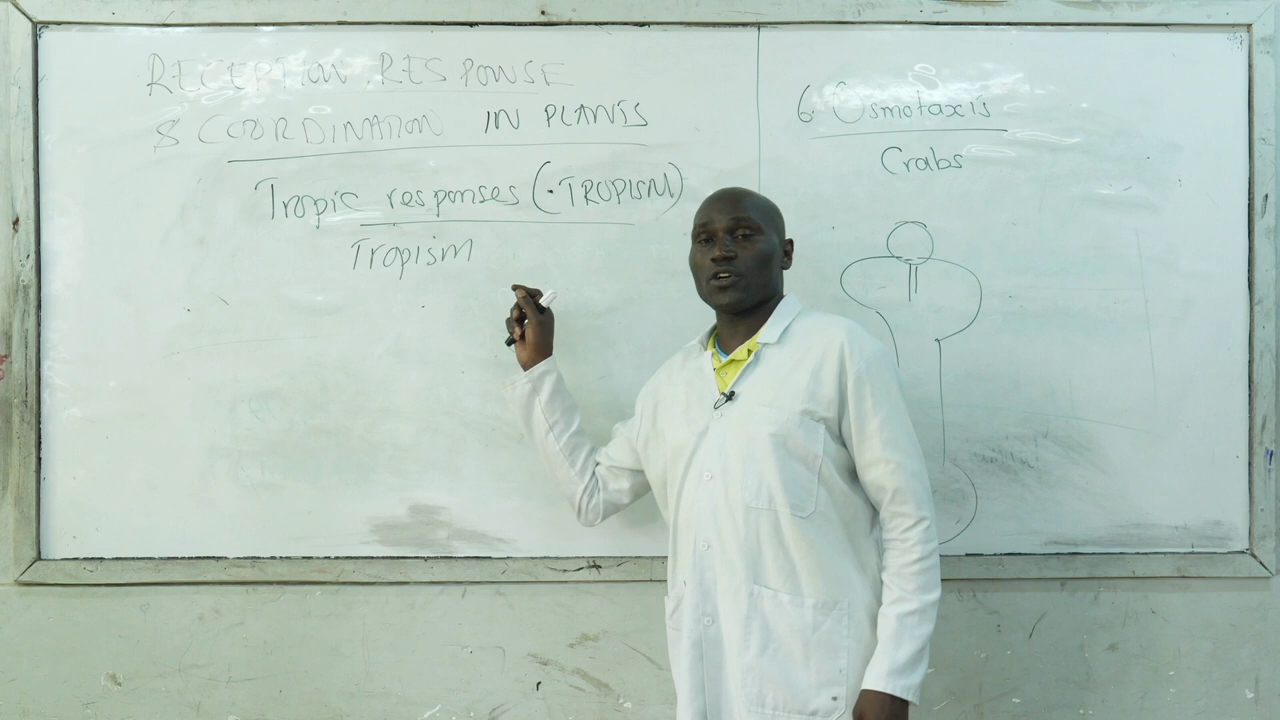 RECEPTION, RESPONSE
& COORDINATION IN PLANTS
Tropic responses (TROPISM)
Tropism
6. Osmotaxis
Crabs